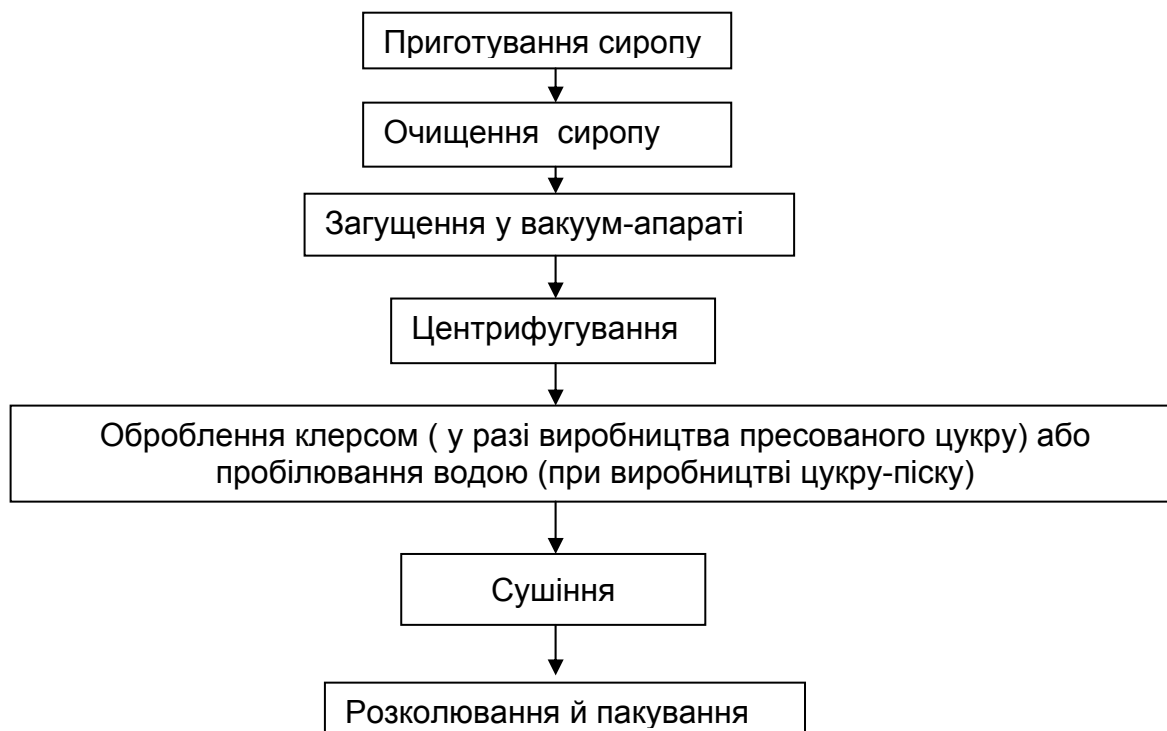 Приготування сиропу
Очищення сиропу
Загущення у вакуум-апараті
Центрифугування
Оброблення клерсом ( у разі виробництва пресованого цукру) або
пробілювання водою (при виробництві цукру-піску)
Сушіння
Розколювання й пакування